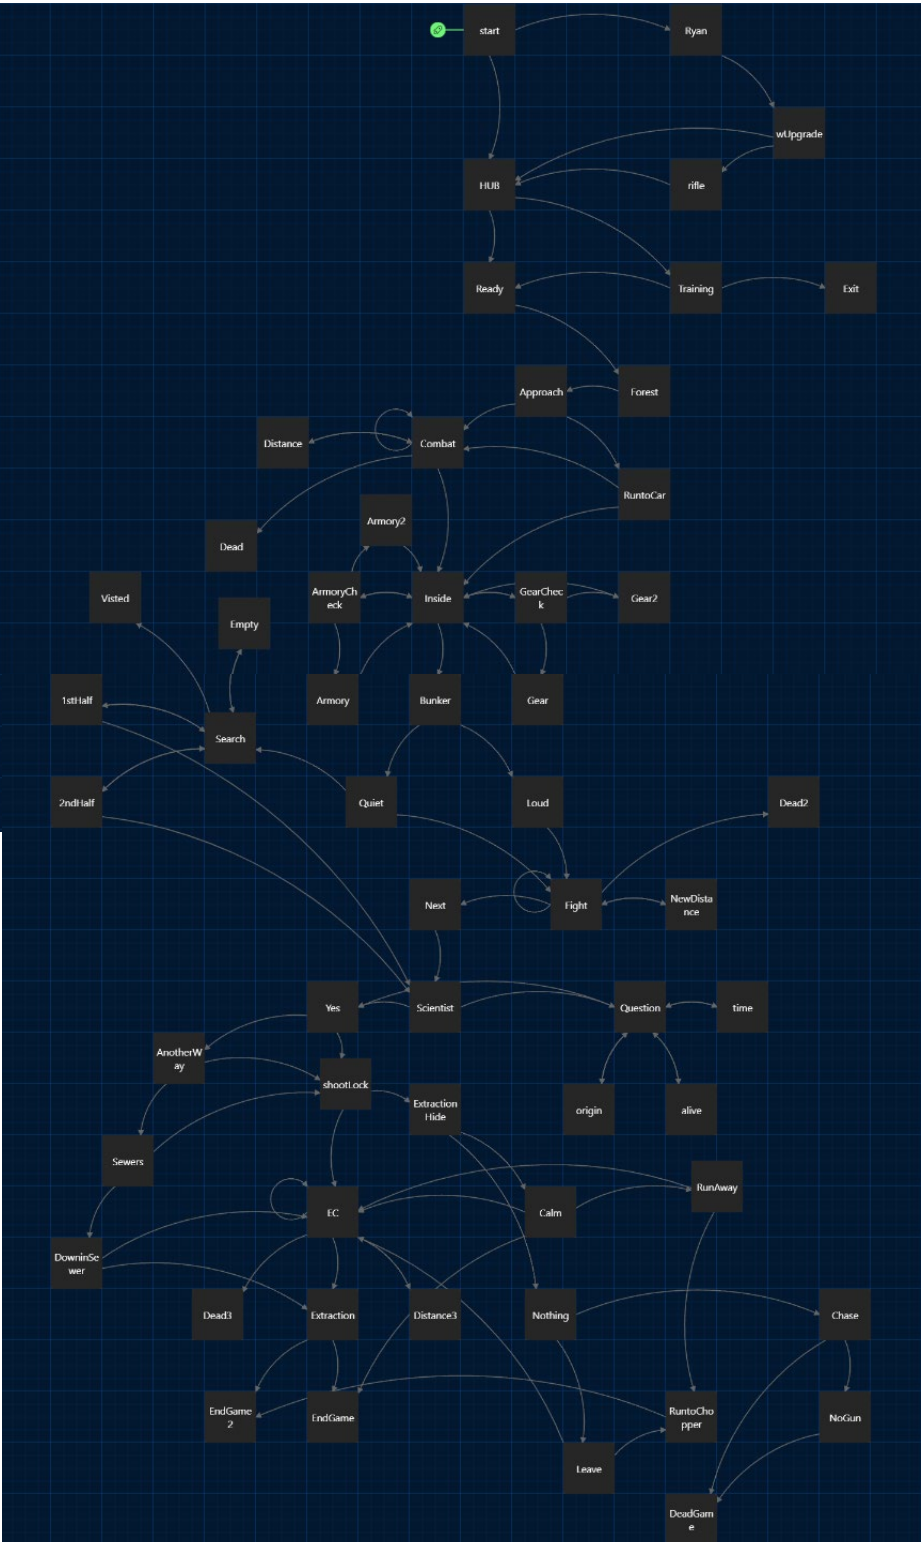 start
Ryan
wUpgrade
HUB
rifle
Ready
Training
Exit
Approach
Forest
Distance
Combat
RuntoCar
Armory2
Dead
Visted
ArmoryCh
eck
Inside
GearChec
k
Gear2
Empty
1stHalf
Armory
Bunker
Gear
Search
2ndHalf
Quiet
Loud
Dead2
Next
Fight
NewDista
nce
Yes
Scientist
Question
time
AnotherW
ay
shootLock
Extraction
Hide
origin
alive
Sewers
RunAway
EC
Calm
DowninSe
wer
Dead3
Extraction
Distance3
Nothing
Chase
EndGame
2
EndGame
RuntoCho
pper
NoGun
Leave
DeadGam
e